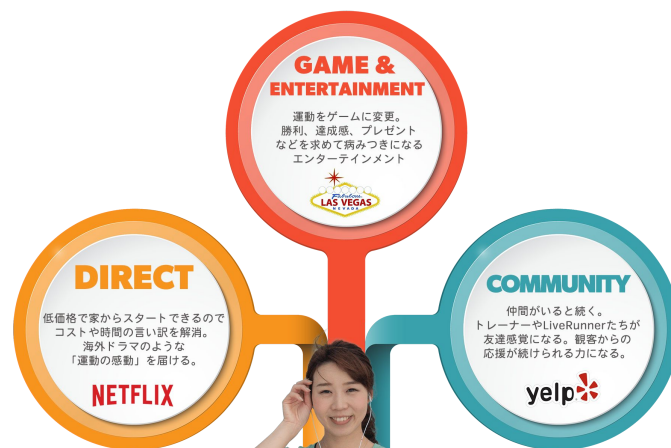 GAME &
ENTERTAINMENT
運動をゲームに変更。
勝利、達成感、プレゼント
などを求めて病みつきになる
エンターテインメント
Fabulous
LAS VEGAS
NEVADA
DIRECT
低価格で家からスタートできるので
コストや時間の言い訳を解消。
海外ドラマのような
「運動の感動」を届ける。
NETFLIX
COMMUNITY
仲間がいると続く。
トレーナーやLiveRunnerたちが
友達感覚になる。観客からの
応援が続けられる力になる。
yelp